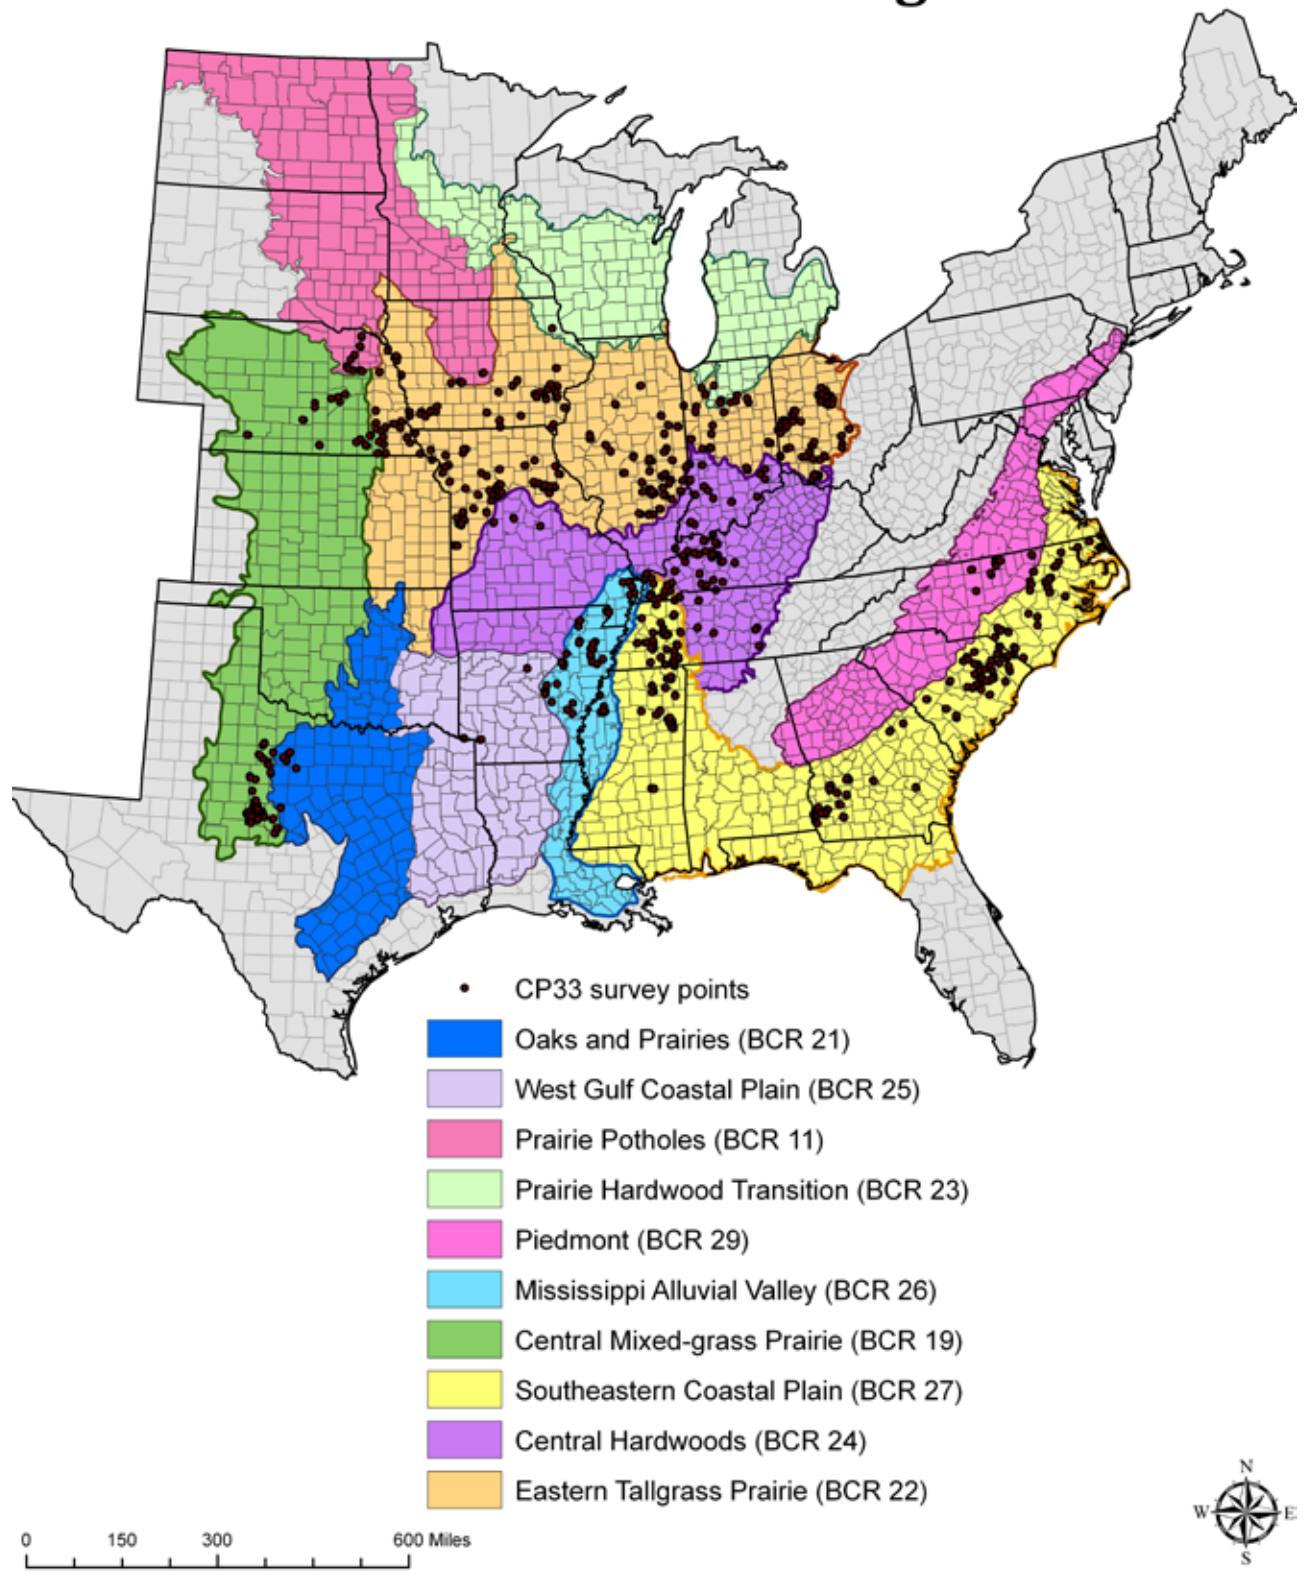 CP33 survey points
Oaks and Prairies (BCR 21)
West Gulf Coastal Plain (BCR 25)
Prairie Potholes (BCR 11)
Prairie Hardwood Transition (BCR 23)
Piedmont (BCR 29)
Mississippi Alluvial Valley (BCR 26)
Central Mixed-grass Prairie (BCR 19)
Southeastern Coastal Plain (BCR 27)
Central Hardwoods (BCR 24)
Eastern Tallgrass Prairie (BCR 22)
N
W E
S
0 150 300 600 Miles